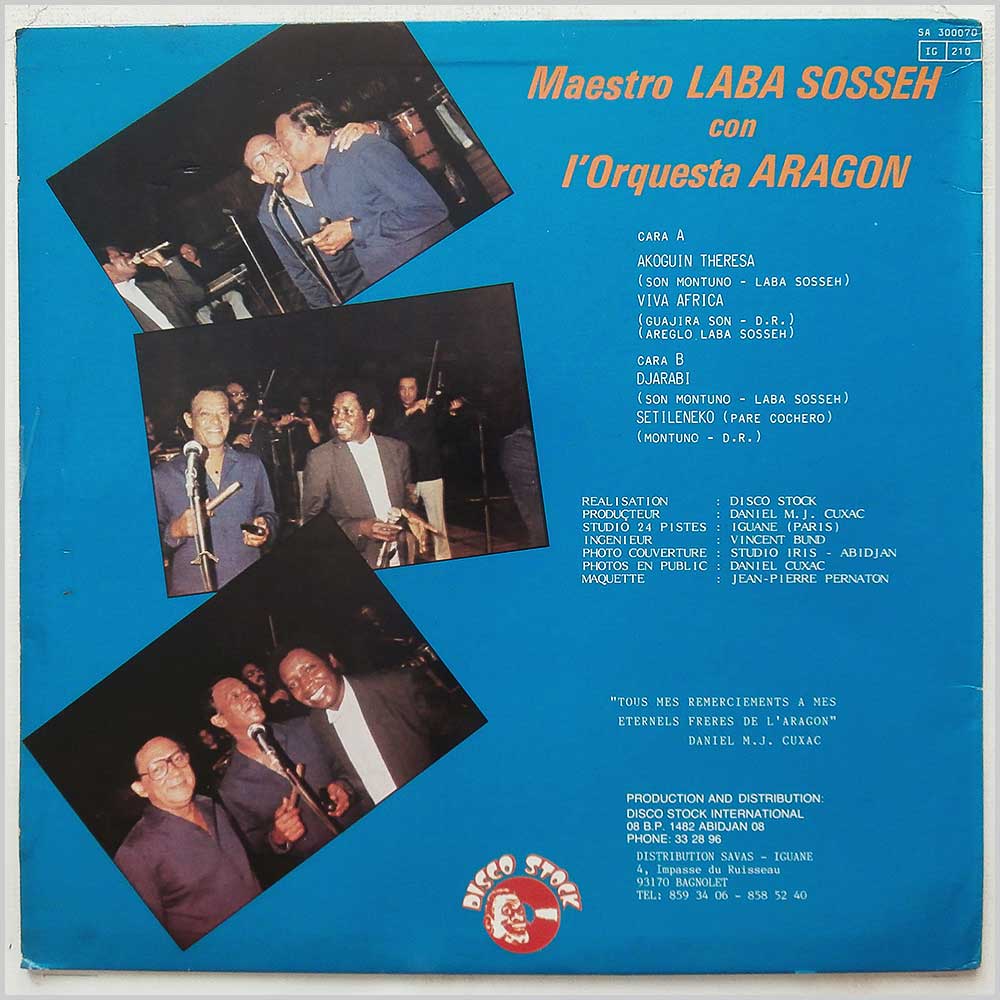 SA 300070
IG 210
Maestro LABA SOSSEH
con
l'Orquesta ARAGON
CARA A
AKOGUIN THERESA
(SON MONTUNO - LABA SOSSEH)
VIVA AFRICA
(GUAJIRA SON - D.R.)
(AREGLO LABA SOSSEH)
CARA B
DJARABI
(SON MONTUNO - LABA SOSSEH)
SETILENEKO (PARE COCHERO)
(MONTUNO - D.R.)
REALISATION : DISCO STOCK
PRODUCTEUR : DANIEL M.J. CUXAC
STUDIO 24 PISTES : IGUANE (PARIS)
INGENIEUR : VINCENT BUND
PHOTO COUVERTURE : STUDIO IRIS - ABIDJAN
PHOTOS EN PUBLIC : DANIEL CUXAC
MAQUETTE : JEAN-PIERRE PERNATON
"TOUS MES REMERCIEMENTS A MES
ETERNELS FRERES DE L'ARAGON"
DANIEL M.J. CUXAC
PRODUCTION AND DISTRIBUTION:
DISCO STOCK INTERNATIONAL
08 B.P. 1482 ABIDJAN 08
PHONE: 33 28 96
DISTRIBUTION SAVAS - IGUANE
4, Impasse du Ruisseau
93170 BAGNOLET
TEL: 859 34 06 - 858 52 40
DISCO STOCK